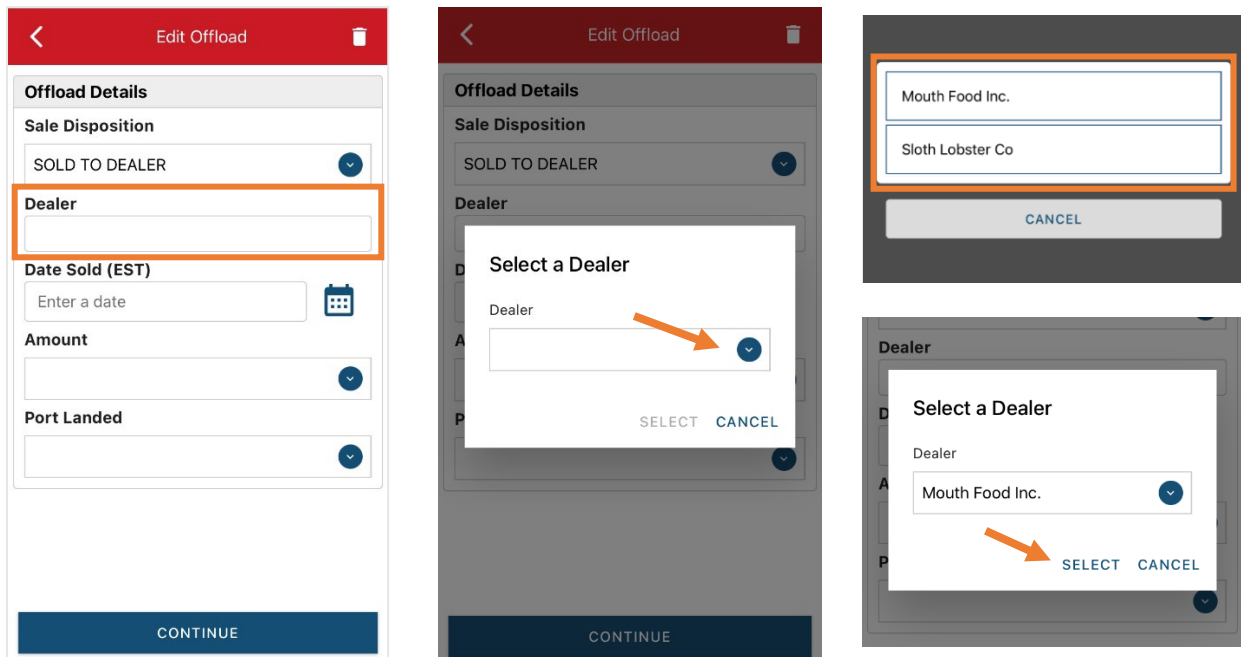 Edit Offload
Offload Details
Sale Disposition
SOLD TO DEALER
Dealer
Date Sold (EST)
Enter a date
Amount
Port Landed
CONTINUE
Edit Offload
Offload Details
Sale Disposition
SOLD TO DEALER
Dealer
D
Select a Dealer
Dealer
A
SELECT CANCEL
P
CONTINUE
Mouth Food Inc.
Sloth Lobster Co
CANCEL
Dealer
D
Select a Dealer
Dealer
A
Mouth Food Inc.
P
SELECT CANCEL